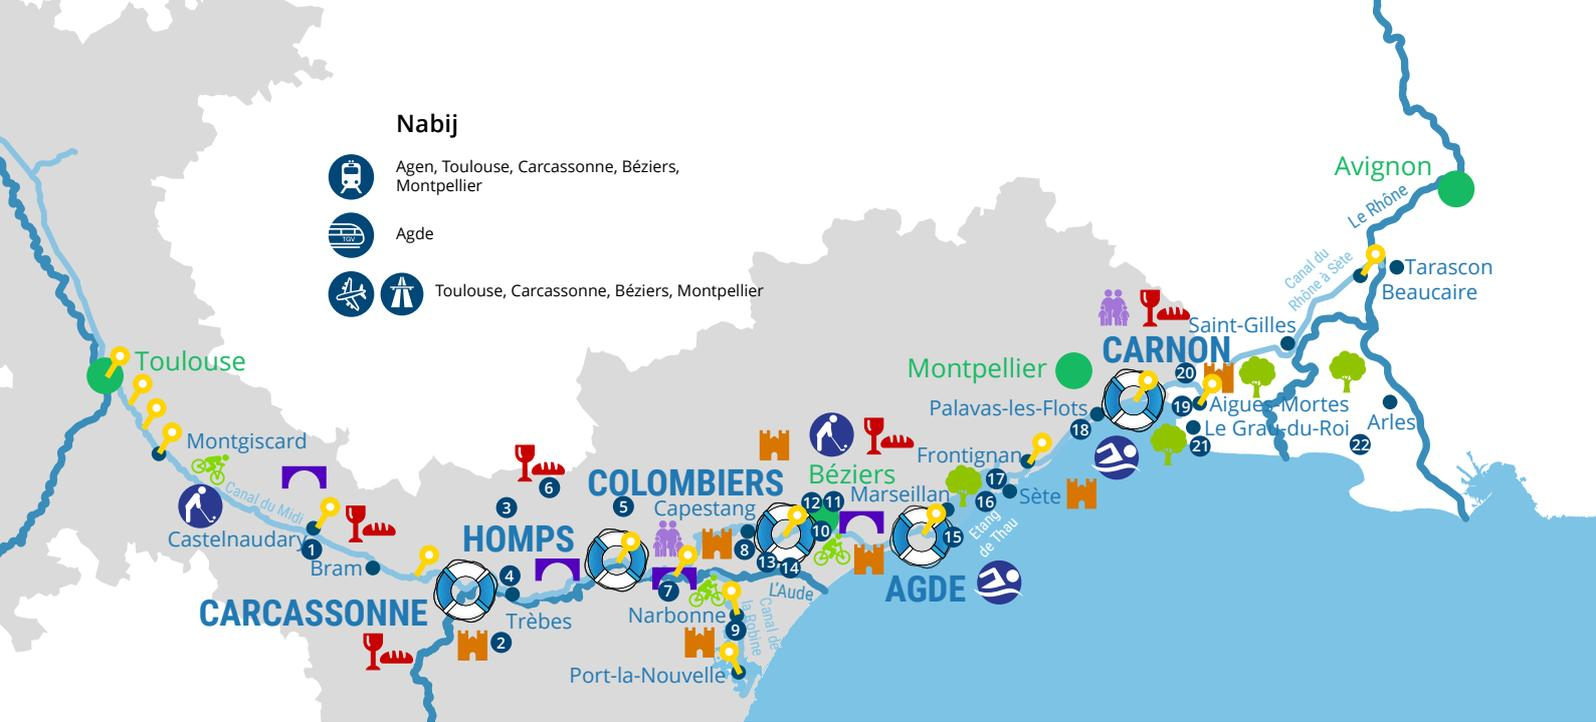 Nabij
Agen, Toulouse, Carcassonne, Béziers,
Montpellier
TGV
Agde
Toulouse, Carcassonne, Béziers, Montpellier
Avignon
Le Rhône
Canal du
Rhône à Sète
Tarascon
Beaucaire
Saint-Gilles
CARNON
Toulouse
Montpellier
20
Palavas-les-Flots
19
Aigues-Mortes
Arles
Le Grau-du-Roi
18
21
22
Montgiscard
Frontignan
Béziers
6
COLOMBIERS
Marseillan
17
Sète
16
Canal du Midi
3
5
Capestang
12
11
10
Etang
de Thau
Castelnaudary
1
HOMPS
8
15
Bram
4
13
14
AGDE
7
L'Aude
CARCASSONNE
Trèbes
Narbonne
9
Canal de
la Robine
2
Port-la-Nouvelle